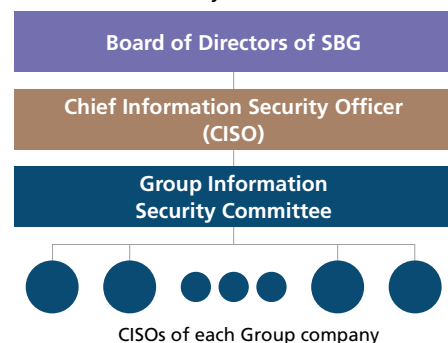 Board of Directors of SBG
Chief Information Security Officer
(CISO)
Group Information
Security Committee
CISOs of each Group company